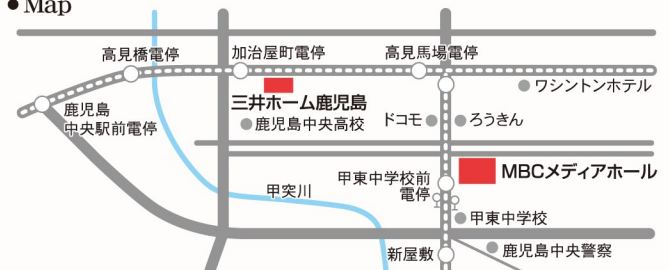 ● Map
高見橋電停
加治屋町電停
高見馬場電停
ワシントンホテル
鹿児島
中央駅前電停
三井ホーム鹿児島
鹿児島中央高校
ドコモ
ろうきん
甲東中学校前
電停
MBCメディアホール
甲突川
甲東中学校
新屋敷
鹿児島中央警察